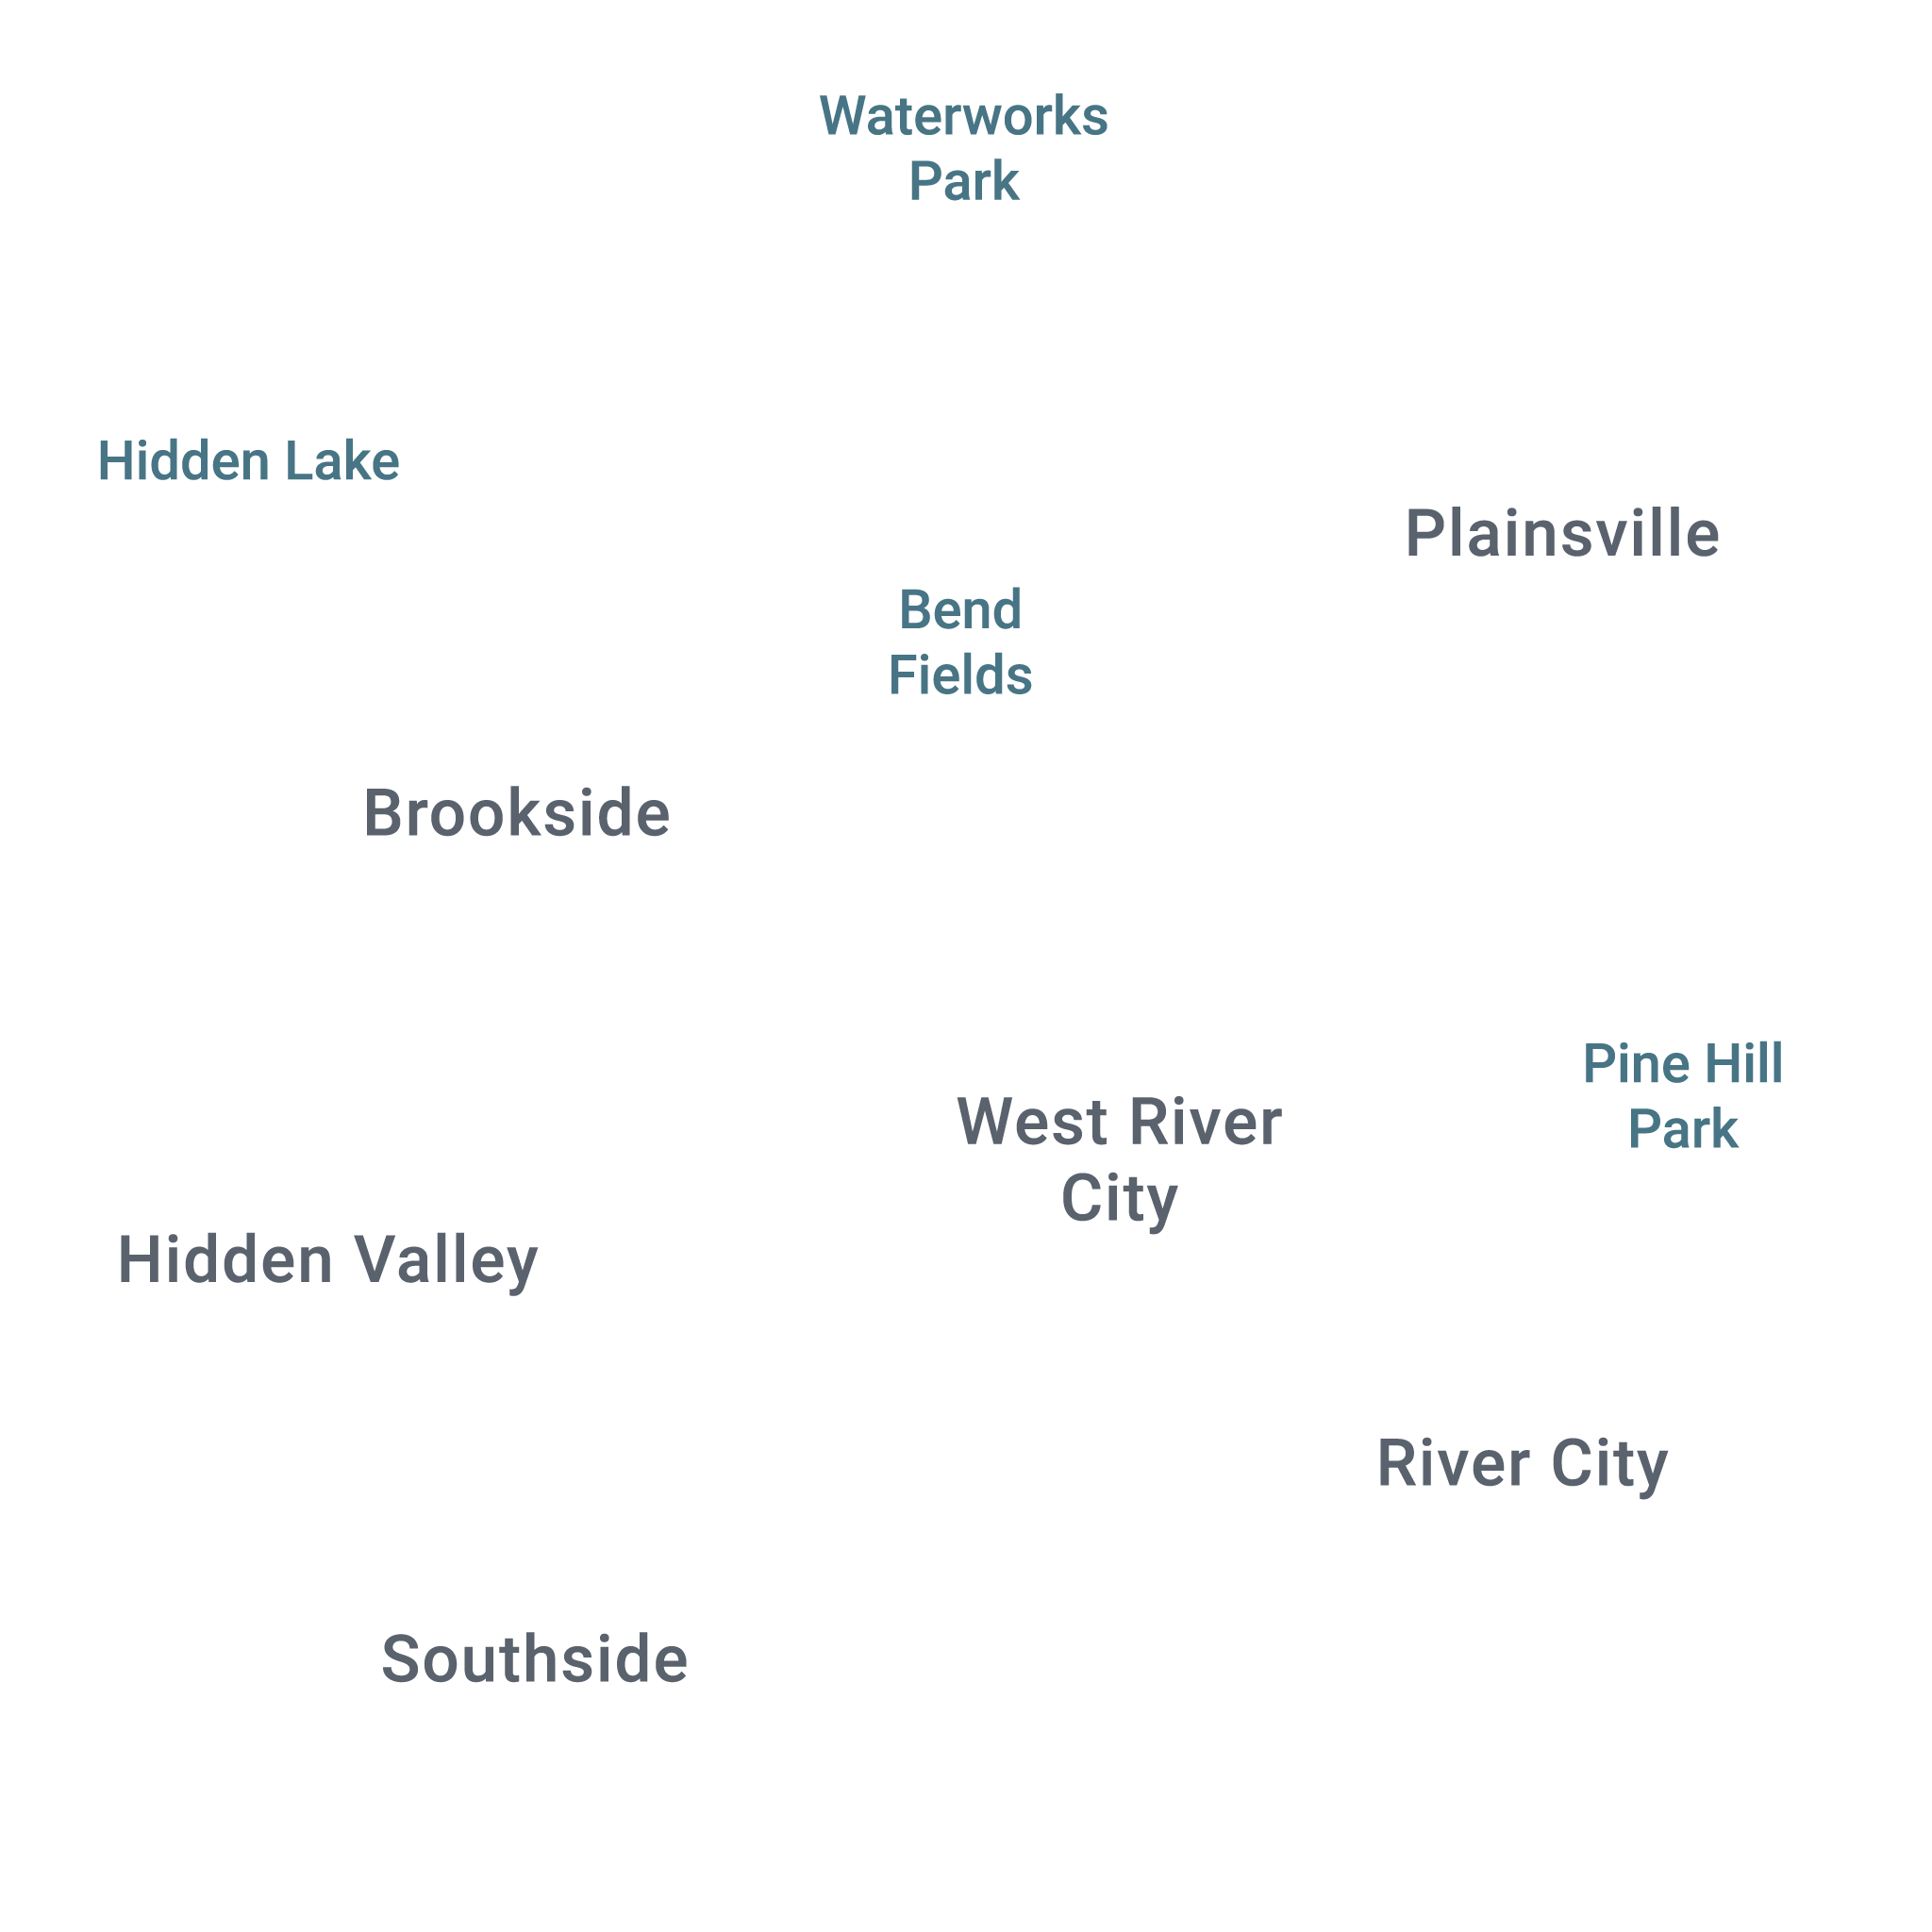 Waterworks
Park
Hidden Lake
Plainsville
Bend
Fields
Brookside
Pine Hill
Park
West River
City
Hidden Valley
River City
Southside